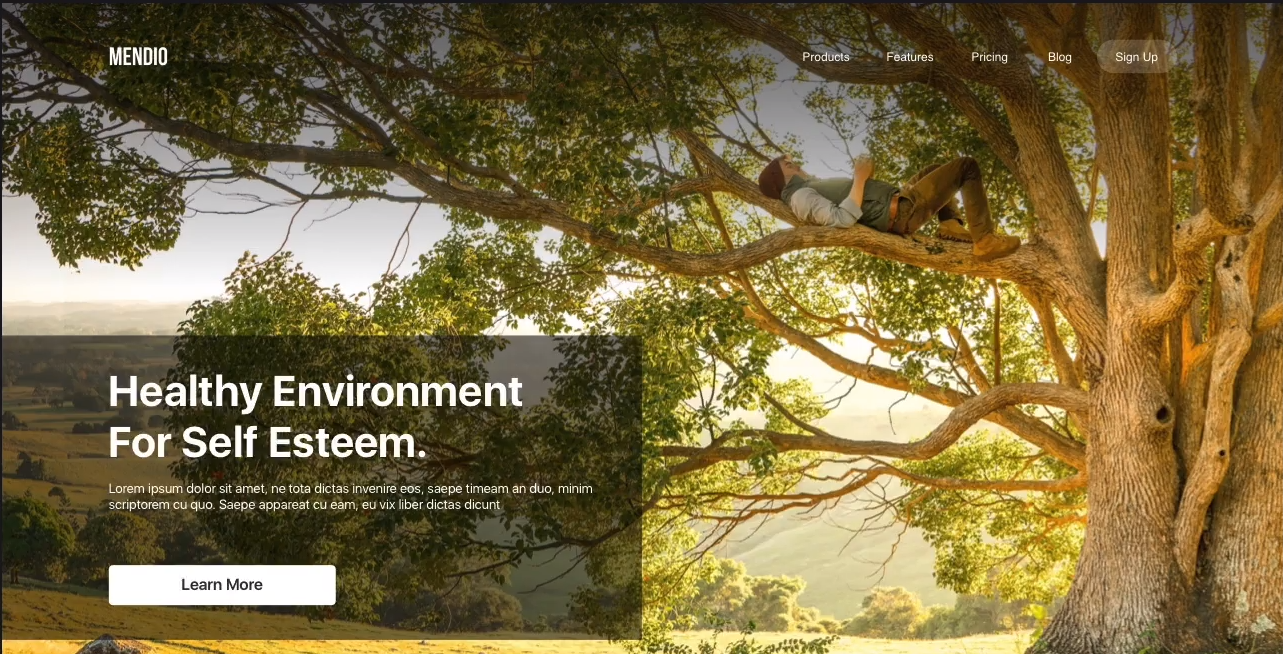 MENDIO
Products Features Pricing Blog Sign Up
Healthy Environment
For Self Esteem.
Lorem ipsum dolor sit amet, ne tota dictas invenire eos, saepe timeam an duo, minim
scriptorem cu quo. Saepe appareat cu eam, eu vix liber dictas dicunt
Learn More